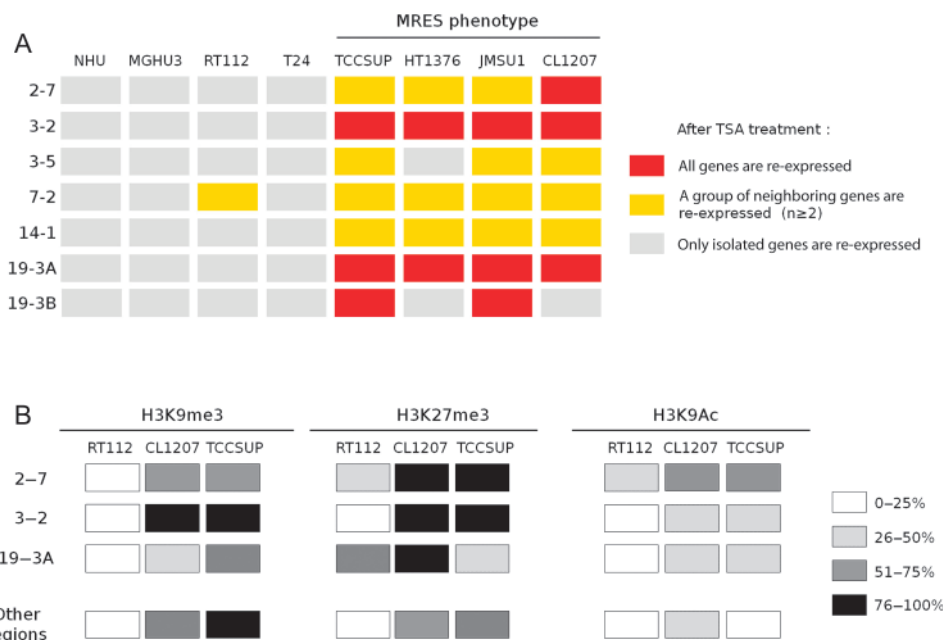 MRES phenotype
A
NHU MGHU3 RT112 T24 TCCSUP HT1376 JMSU1 CL1207
2-7
3-2
3-5
7-2
14-1
19-3A
19-3B
After TSA treatment :
All genes are re-expressed
A group of neighboring genes are
re-expressed (n≥2)
Only isolated genes are re-expressed
B
H3K9me3 H3K27me3 H3K9Ac
RT112 CL1207 TCCSUP RT112 CL1207 TCCSUP RT112 CL1207 TCCSUP
2–7
3–2
19–3A
Other
regions
0–25%
26–50%
51–75%
76–100%